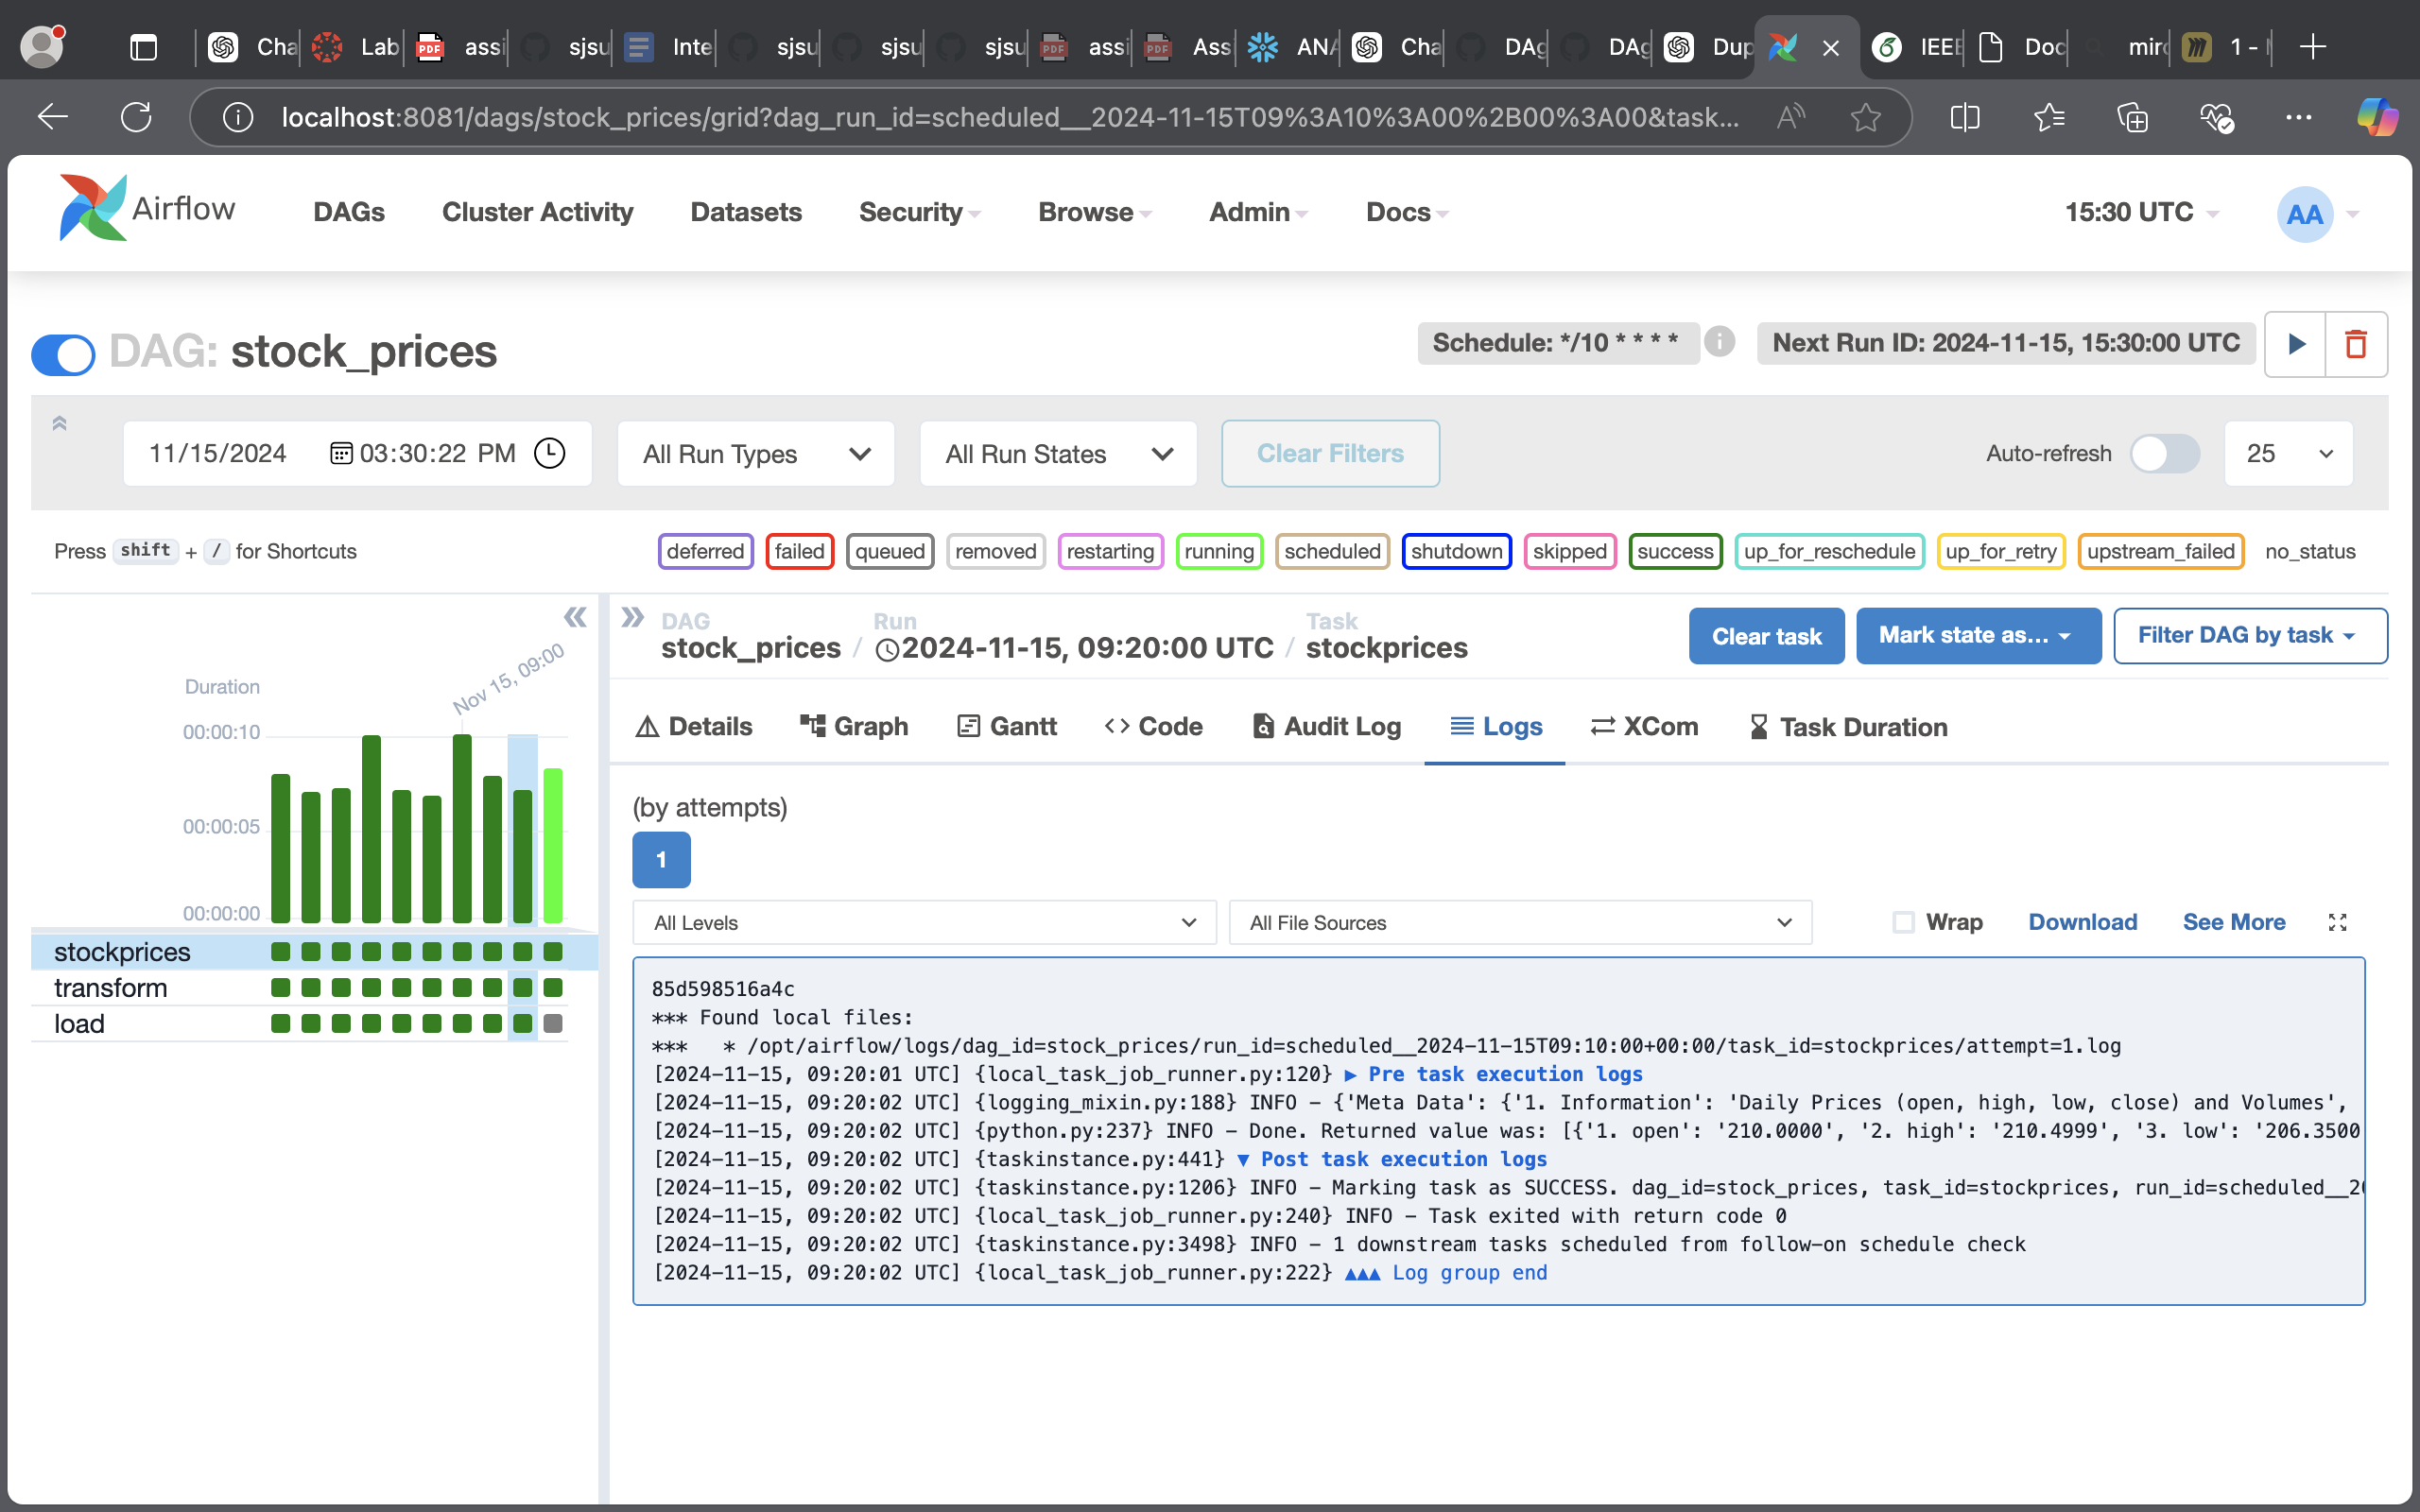 Cha Lab assi sjsu Inte sjsu sjsu sjsu assi Ass ANA Cha DAg DAg Dup IEEE Doc miro 1 -
localhost:8081/dags/stock_prices/grid?dag_run_id=scheduled__2024-11-15T09%3A10%3A00%2B00%3A00&task...
Airflow DAGs Cluster Activity Datasets Security Browse Admin Docs 15:30 UTC AA
DAG: stock_prices Schedule: */10 * * * * Next Run ID: 2024-11-15, 15:30:00 UTC
11/15/2024 03:30:22 PM All Run Types All Run States Clear Filters Auto-refresh 25
Press shift + / for Shortcuts deferred failed queued removed restarting running scheduled shutdown skipped success up_for_reschedule up_for_retry upstream_failed no_status
DAG Run Task
stock_prices / 2024-11-15, 09:20:00 UTC / stockprices Clear task Mark state as... Filter DAG by task
Nov 15, 09:00
Duration
00:00:10
00:00:05
00:00:00
stockprices
transform
load
Details Graph Gantt Code Audit Log Logs XCom Task Duration
(by attempts)
1
All Levels All File Sources Wrap Download See More
85d598516a4c
*** Found local files:
***   * /opt/airflow/logs/dag_id=stock_prices/run_id=scheduled__2024-11-15T09:10:00+00:00/task_id=stockprices/attempt=1.log
[2024-11-15, 09:20:01 UTC] {local_task_job_runner.py:120} ▶ Pre task execution logs
[2024-11-15, 09:20:02 UTC] {logging_mixin.py:188} INFO - {'Meta Data': {'1. Information': 'Daily Prices (open, high, low, close) and Volumes',
[2024-11-15, 09:20:02 UTC] {python.py:237} INFO - Done. Returned value was: [{'1. open': '210.0000', '2. high': '210.4999', '3. low': '206.3500
[2024-11-15, 09:20:02 UTC] {taskinstance.py:441} ▼ Post task execution logs
[2024-11-15, 09:20:02 UTC] {taskinstance.py:1206} INFO - Marking task as SUCCESS. dag_id=stock_prices, task_id=stockprices, run_id=scheduled__20
[2024-11-15, 09:20:02 UTC] {local_task_job_runner.py:240} INFO - Task exited with return code 0
[2024-11-15, 09:20:02 UTC] {taskinstance.py:3498} INFO - 1 downstream tasks scheduled from follow-on schedule check
[2024-11-15, 09:20:02 UTC] {local_task_job_runner.py:222} ▲▲▲ Log group end